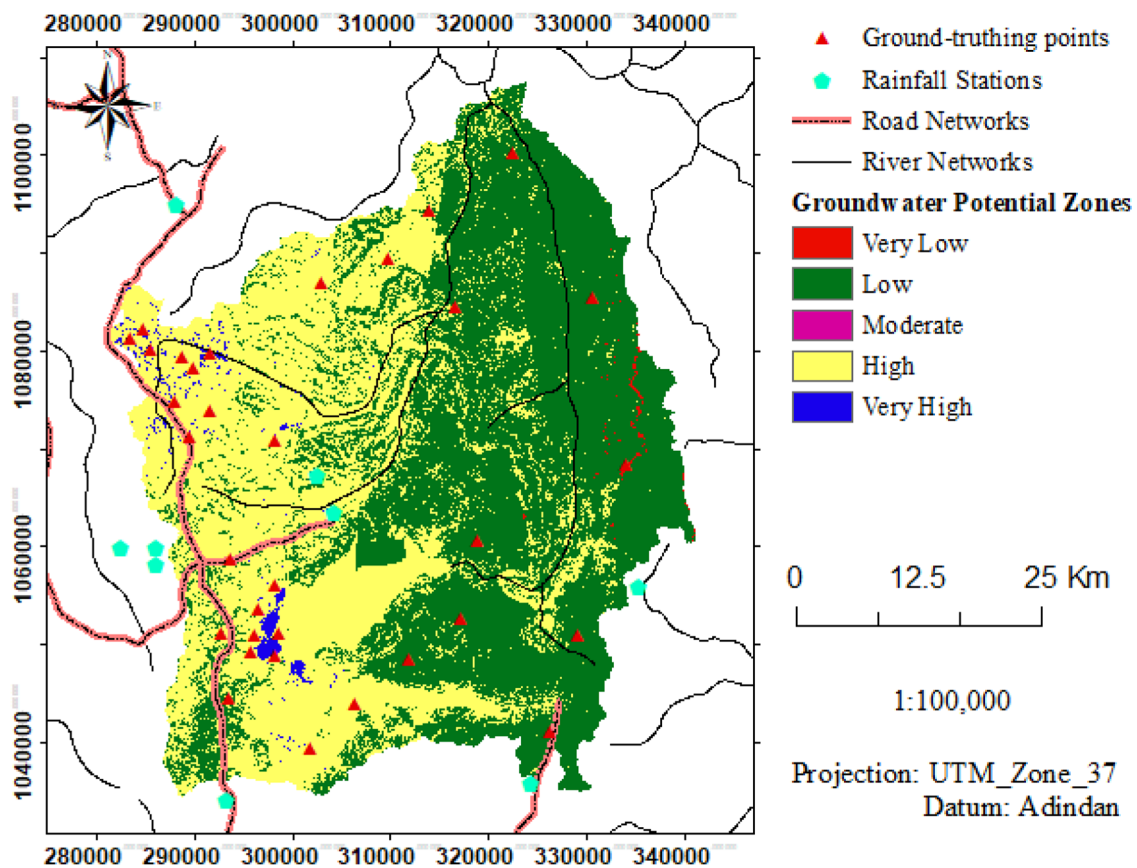 280000 290000 300000 310000 320000 330000 340000
N
E
S
1100000
1080000
1060000
1040000
280000 290000 300000 310000 320000 330000 340000
Ground-truthing points
Rainfall Stations
Road Networks
River Networks
Groundwater Potential Zones
Very Low
Low
Moderate
High
Very High
0 12.5 25 Km
1:100,000
Projection: UTM_Zone_37
Datum: Adindan